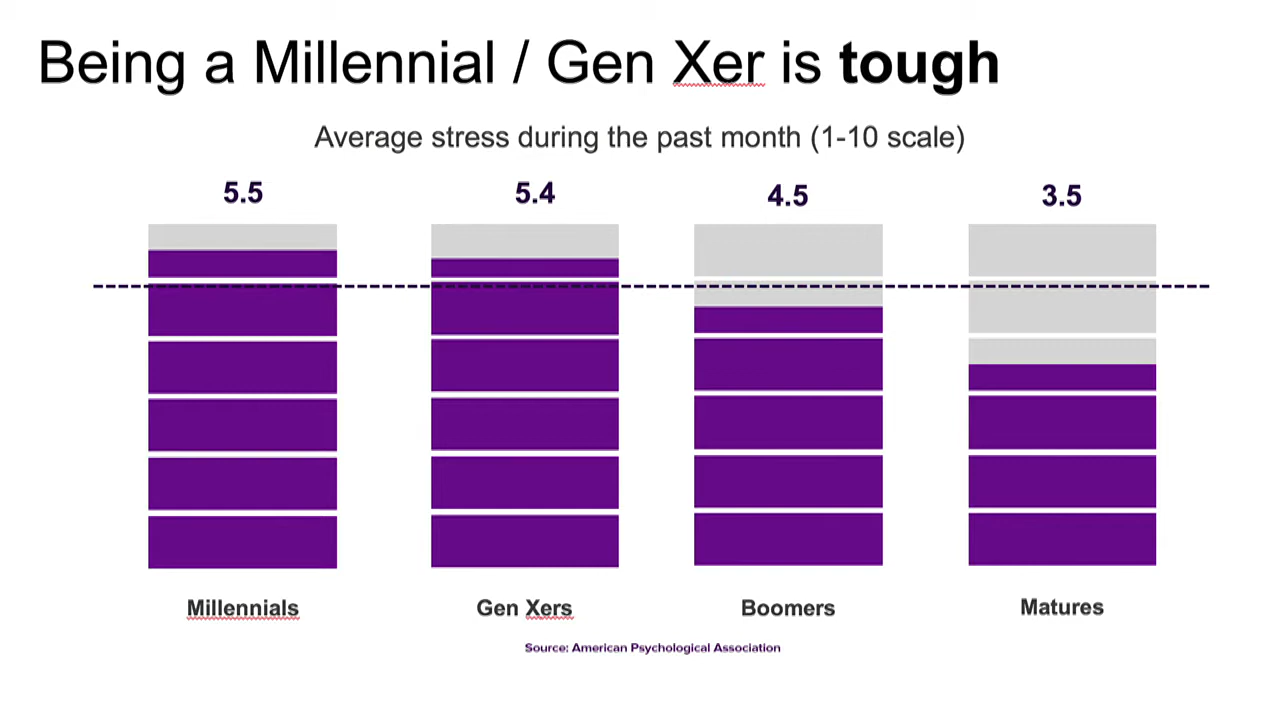 Being a Millennial / Gen Xer is tough
Average stress during the past month (1-10 scale)
5.5 5.4 4.5 3.5
Millennials Gen Xers Boomers Matures
Source: American Psychological Association